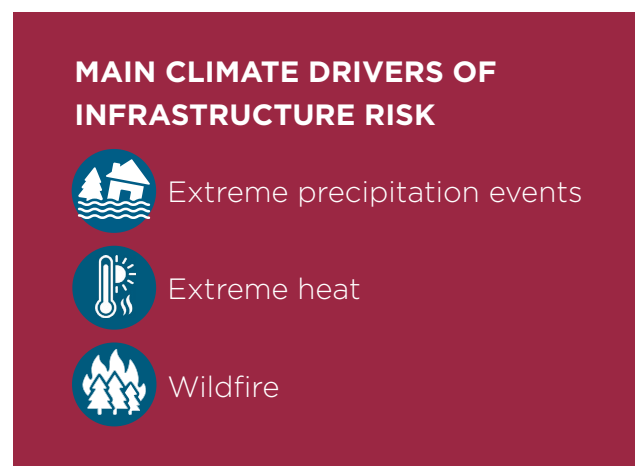 MAIN CLIMATE DRIVERS OF
INFRASTRUCTURE RISK
Extreme precipitation events
Extreme heat
Wildfire